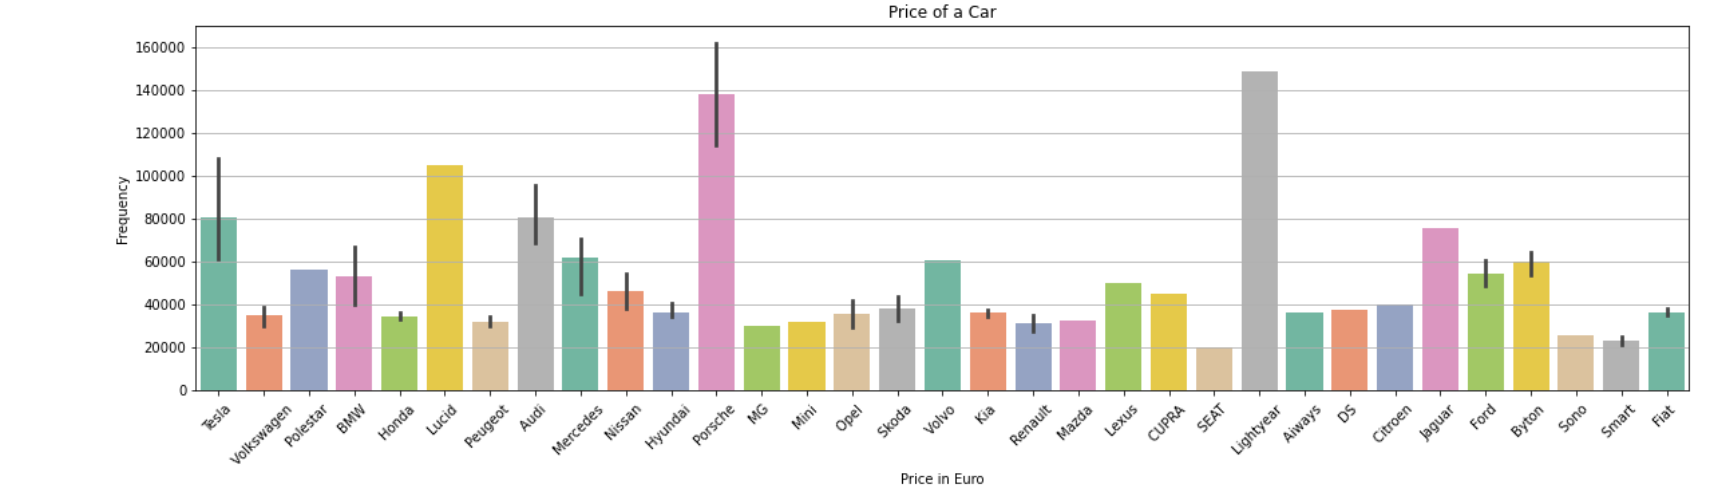 Price of a Car
Frequency
160000
140000
120000
100000
80000
60000
40000
20000
0
Tesla
Volkswagen
Polestar
BMW
Honda
Lucid
Peugeot
Audi
Mercedes
Nissan
Hyundai
Porsche
MG
Mini
Opel
Skoda
Volvo
Kia
Renault
Mazda
Lexus
CUPRA
SEAT
Lightyear
Aiways
DS
Citroen
Jaguar
Ford
Byton
Sono
Smart
Fiat
Price in Euro